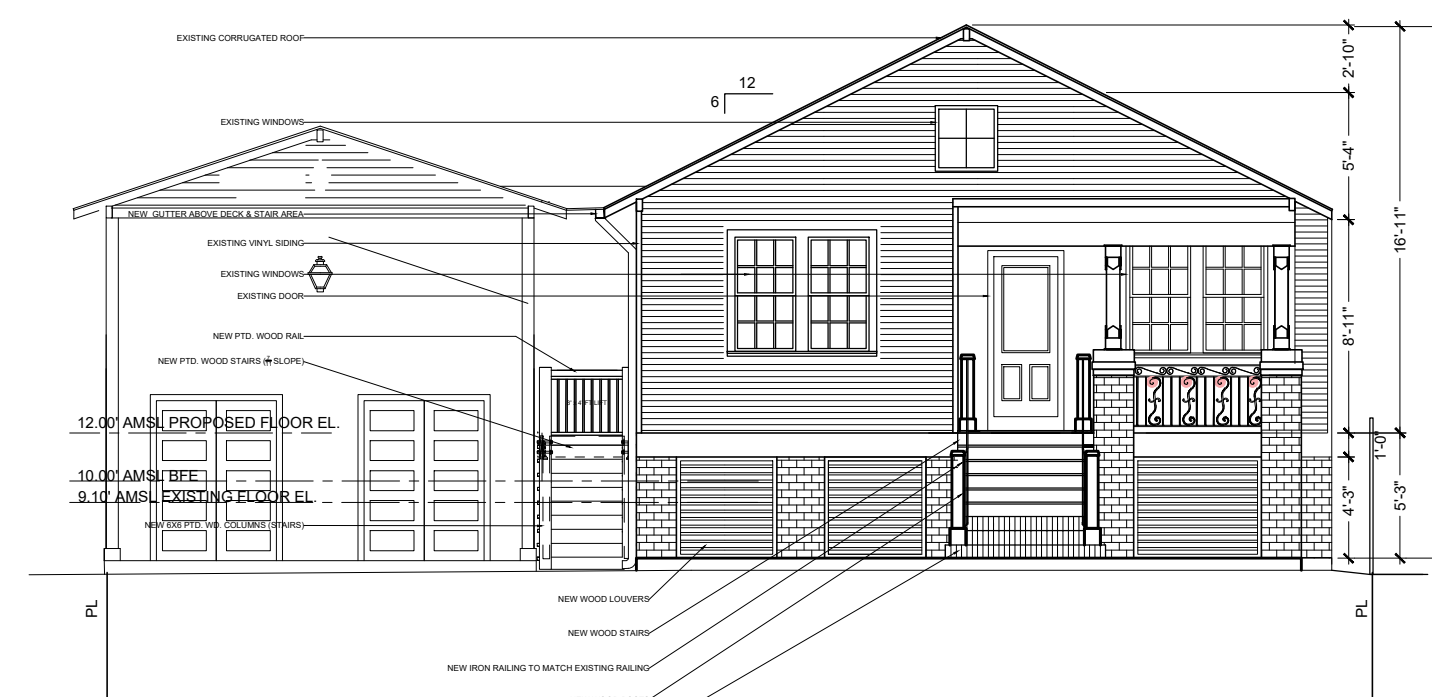 EXISTING CORRUGATED ROOF
12
6
EXISTING WINDOWS
NEW GUTTER ABOVE DECK & STAIR AREA
EXISTING VINYL SIDING
EXISTING WINDOWS
EXISTING DOOR
NEW PTD. WOOD RAIL
NEW PTD. WOOD STAIRS ( SLOPE)
12.00' AMSL PROPOSED FLOOR EL.
10.00' AMSL BFE
9.10' AMSL EXISTING FLOOR EL.
NEW 6X6 PTD. WD. COLUMNS (STAIRS)
2'-10"
5'-4"
16'-11"
8'-11"
1'-0"
4'-3"
5'-3"
PL
PL
NEW WOOD LOUVERS
NEW WOOD STAIRS
NEW IRON RAILING TO MATCH EXISTING RAILING